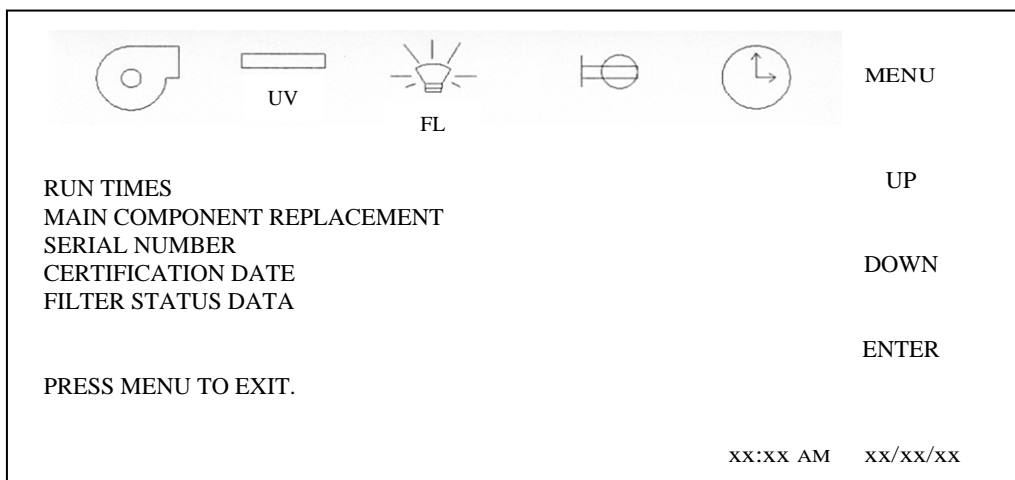 MENU
UV
FL
UP
RUN TIMES
MAIN COMPONENT REPLACEMENT
SERIAL NUMBER
DOWN
CERTIFICATION DATE
FILTER STATUS DATA
ENTER
PRESS MENU TO EXIT.
xx:xx AM xx/xx/xx